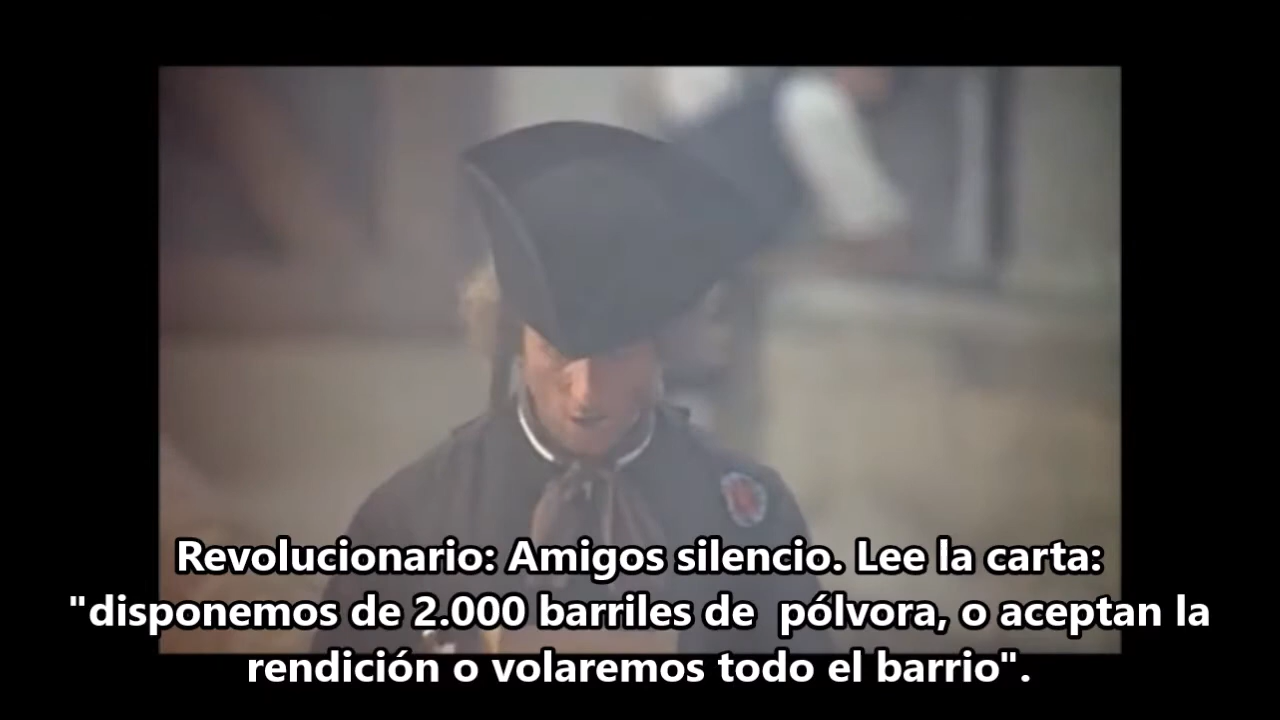 Revolucionario: Amigos silencio. Lee la carta:
"disponemos de 2.000 barriles de  pólvora, o aceptan la
rendición o volaremos todo el barrio".